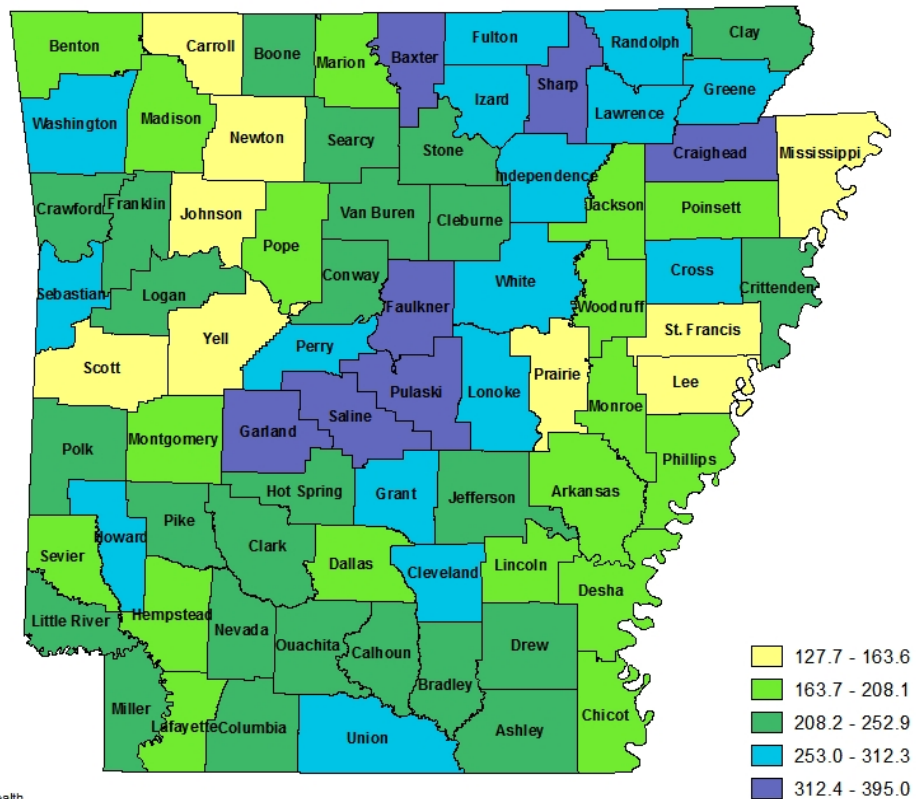 Benton
Carroll
Boone
Marion
Baxter
Fulton
Randolph
Clay
Sharp
Izard
Greene
Lawrence
Washington
Madison
Newton
Searcy
Stone
Independence
Craighead
Mississippi
Crawford
Franklin
Johnson
Pope
Van Buren
Cleburne
Jackson
Poinsett
Sebastian
Logan
Conway
Faulkner
White
Woodruff
Cross
Crittenden
Scott
Yell
Perry
Pulaski
Lonoke
Prairie
St. Francis
Lee
Monroe
Polk
Montgomery
Garland
Saline
Phillips
Hot Spring
Grant
Jefferson
Arkansas
Howard
Pike
Clark
Sevier
Dallas
Cleveland
Lincoln
Desha
Little River
Hempstead
Nevada
Ouachita
Calhoun
Bradley
Drew
Miller
Lafayette
Columbia
Union
Ashley
Chicot
127.7 - 163.6
163.7 - 208.1
208.2 - 252.9
253.0 - 312.3
312.4 - 395.0